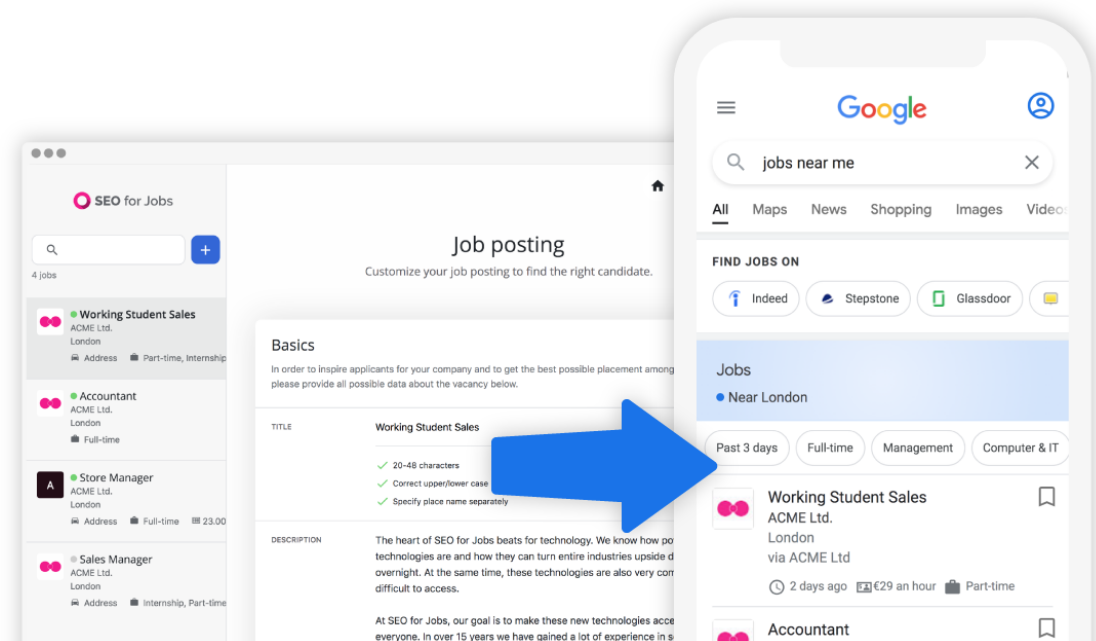 SEO for Jobs
4 jobs
Working Student Sales
ACME Ltd.
London
Address Part-time, Internship
Accountant
ACME Ltd.
London
Full-time
A
Store Manager
ACME Ltd.
London
Address Full-time 23.00
Sales Manager
ACME Ltd.
London
Address Internship, Part-time
Job posting
Customize your job posting to find the right candidate.
Basics
In order to inspire applicants for your company and to get the best possible placement among
please provide all possible data about the vacancy below.
TITLE
Working Student Sales
20-48 characters
Correct upper/lower case
Specify place name separately
DESCRIPTION
The heart of SEO for Jobs beats for technology. We know how
technologies are and how they can turn entire industries upside
overnight. At the same time, these technologies are also very
difficult to access.
At SEO for Jobs, our goal is to make these new technologies
everyone. In over 15 years we have gained a lot of experience in
Google
jobs near me
All Maps News Shopping Images Videos
FIND JOBS ON
Indeed Stepstone Glassdoor
Jobs
Near London
Past 3 days Full-time Management Computer & IT
Working Student Sales
ACME Ltd.
London
via ACME Ltd
2 days ago €29 an hour Part-time
Accountant